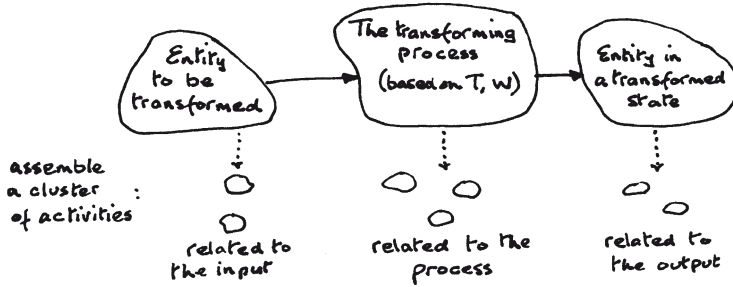 Entity
to be
transformed
The transforming
process
(based on T, W)
Entity in
a transformed
state
assemble
a cluster :
of activities
related to
the input
related to the
process
related to
the output